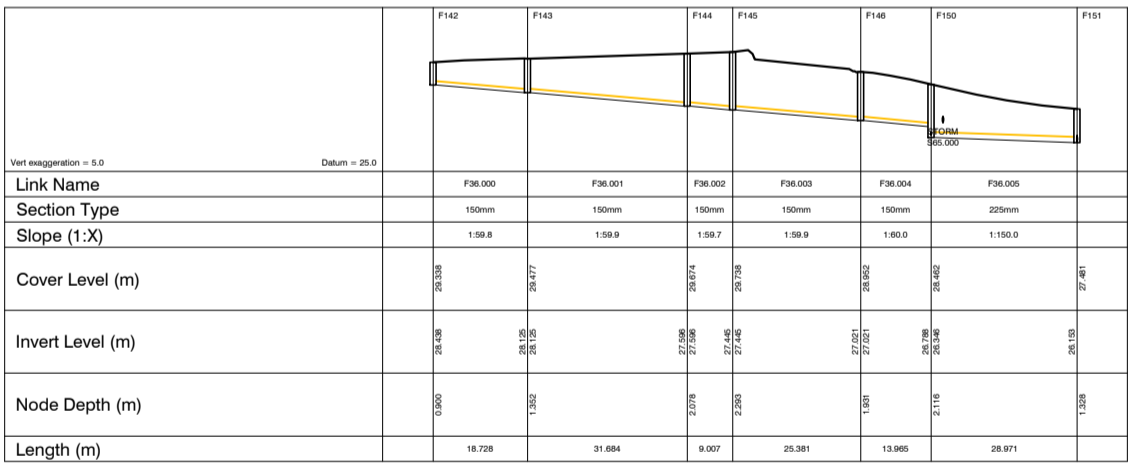 F142 F143 F144 F145 F146 F150 F151
STORM
S65.000
Vert exaggeration = 5.0 Datum = 25.0
Link Name F36.000 F36.001 F36.002 F36.003 F36.004 F36.005
Section Type 150mm 150mm 150mm 150mm 150mm 225mm
Slope (1:X) 1:59.8 1:59.9 1:59.7 1:59.9 1:60.0 1:150.0
Cover Level (m) 29.338 29.477 29.674 29.738 28.952 28.462 27.481
Invert Level (m) 28.438 28.125 28.125 27.596 27.596 27.445 27.445 27.021 27.021 26.788 26.346 26.153
Node Depth (m) 0.900 1.352 2.078 2.293 1.931 2.116 1.328
Length (m) 18.728 31.684 9.007 25.381 13.965 28.971